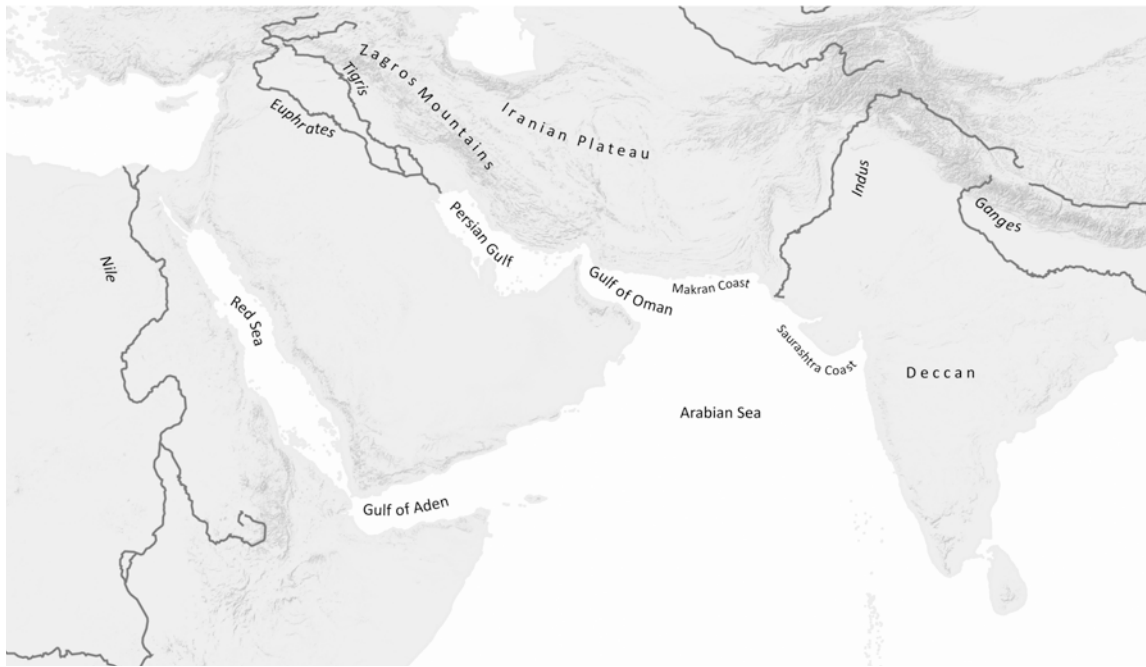 Zagros Mountains
Tigris
Euphrates
Iranian Plateau
Indus
Ganges
Persian Gulf
Nile
Gulf of Oman
Makran Coast
Red Sea
Saurashtra Coast
Deccan
Arabian Sea
Gulf of Aden